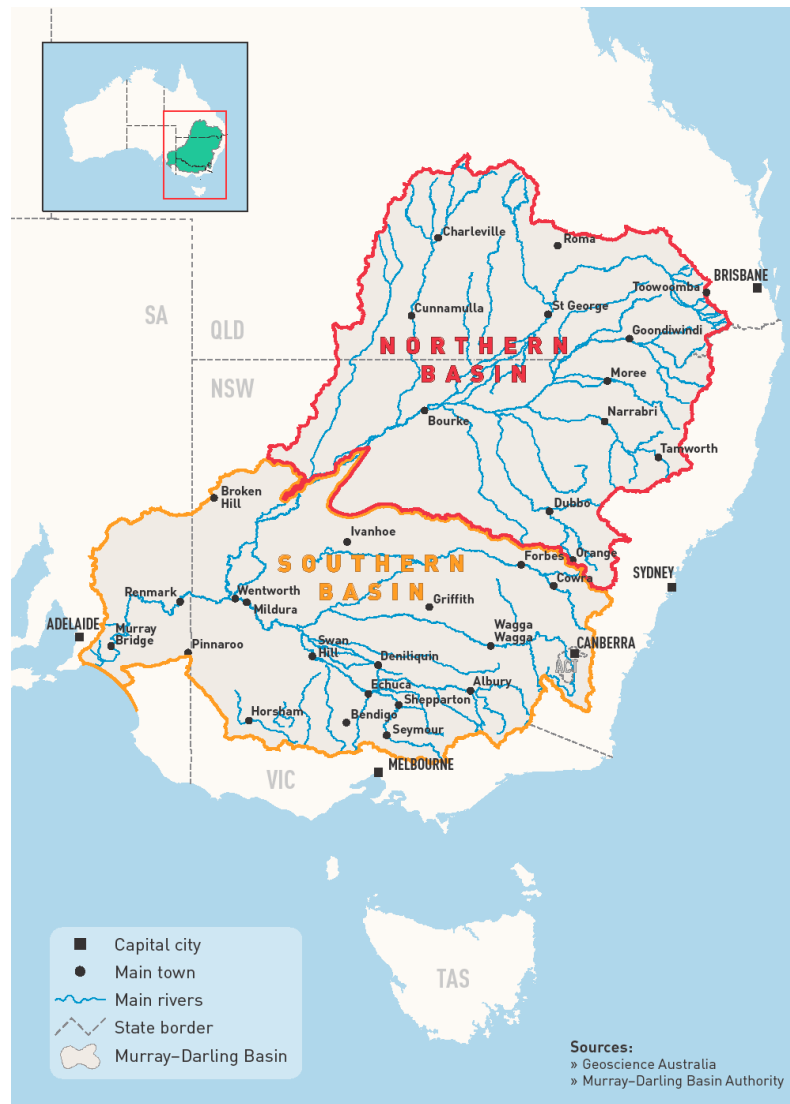 Charleville
Roma
BRISBANE
Toowoomba
SA
QLD
Cunnamulla
St George
Goondiwindi
NORTHERN
BASIN
NSW
Moree
Bourke
Narrabri
Tamworth
Broken
Hill
Dubbo
Ivanhoe
Forbes
Orange
SOUTHERN
BASIN
Cowra
SYDNEY
Renmark
Wentworth
Mildura
Griffith
ADELAIDE
Murray
Bridge
Pinnaroo
Swan
Hill
Wagga
Wagga
CANBERRA
ACT
Deniliquin
Echuca
Albury
Shepparton
Horsham
Bendigo
Seymour
MELBOURNE
VIC
TAS
Capital city
Main town
Main rivers
State border
Murray–Darling Basin
Sources:
» Geoscience Australia
» Murray–Darling Basin Authority